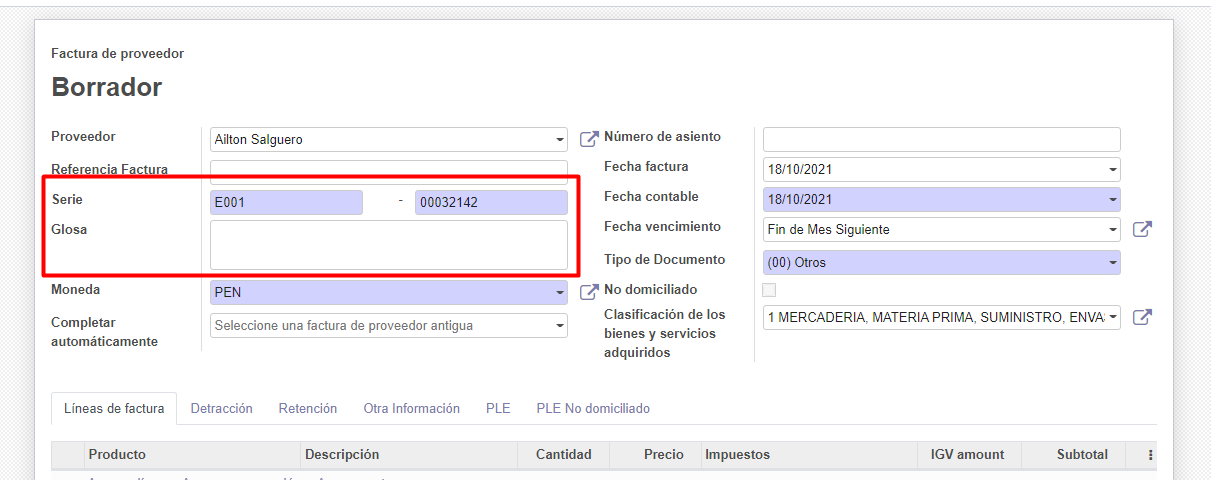 Factura de proveedor
Borrador
Proveedor
Ailton Salguero
Referencia Factura
Serie
E001 - 00032142
Glosa
Moneda
PEN
Completar automáticamente
Seleccione una factura de proveedor antigua
Número de asiento
Fecha factura
18/10/2021
Fecha contable
18/10/2021
Fecha vencimiento
Fin de Mes Siguiente
Tipo de Documento
(00) Otros
No domiciliado
Clasificación de los
bienes y servicios
adquiridos
1 MERCADERIA, MATERIA PRIMA, SUMINISTRO, ENVA
Líneas de factura Detracción Retención Otra Información PLE PLE No domiciliado
Producto Descripción Cantidad Precio Impuestos IGV amount Subtotal